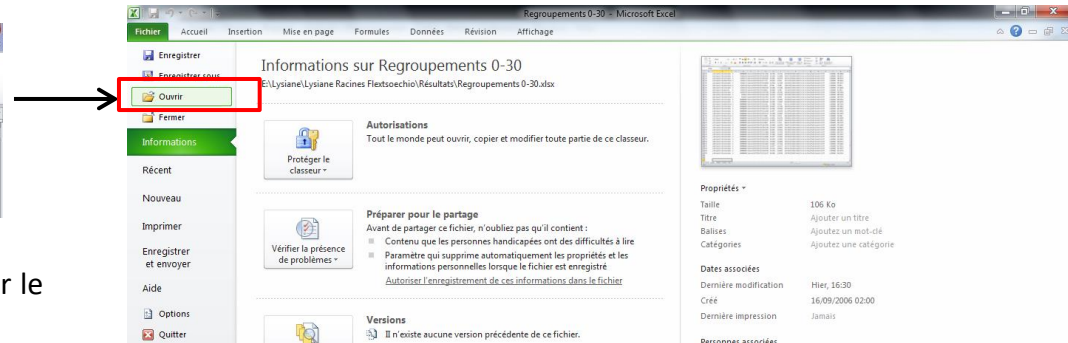 Regroupements 0-30 - Microsoft Excel
Fichier Accueil Insertion Mise en page Formules Données Révision Affichage
Enregistrer
Enregistrer sous
Ouvrir
Fermer
Informations
Récent
Nouveau
Imprimer
Enregistrer
et envoyer
Aide
Options
Quitter
r le
Informations sur Regroupements 0-30
E:\Lysiane\Lysiane Racines Flextsoechio\Résultats\Regroupements 0-30.xlsx
Protéger le
classeur
Autorisations
Tout le monde peut ouvrir, copier et modifier toute partie de ce classeur.
Vérifier la présence
de problèmes
Préparer pour le partage
Avant de partager ce fichier, n'oubliez pas qu'il contient :
Contenu que les personnes handicapées ont des difficultés à lire
Paramètre qui supprime automatiquement les propriétés et les
informations personnelles lorsque le fichier est enregistré
Autoriser l'enregistrement de ces informations dans le fichier
Versions
Il n'existe aucune version précédente de ce fichier.
Propriétés
Taille 106 Ko
Titre Ajouter un titre
Balises Ajoutez un mot-clé
Catégories Ajoutez une catégorie
Dates associées
Dernière modification Hier, 16:30
Créé 16/09/2006 02:00
Dernière impression Jamais
Personnes associées